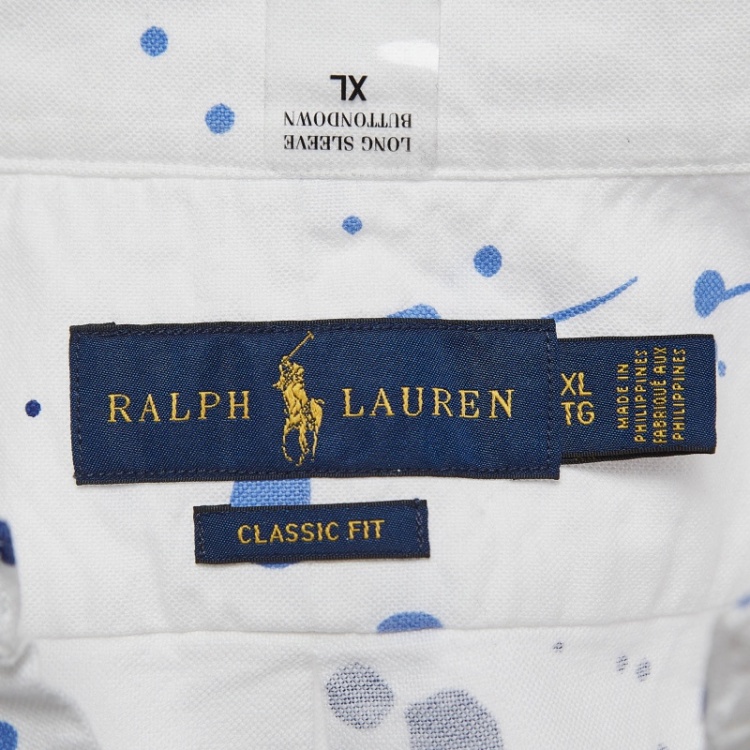 XL
LONG SLEEVE
BUTTONDOWN
RALPH LAUREN
XL
TG
MADE IN
PHILIPPINES
FABRIQUÉ AUX
PHILIPPINES
CLASSIC FIT